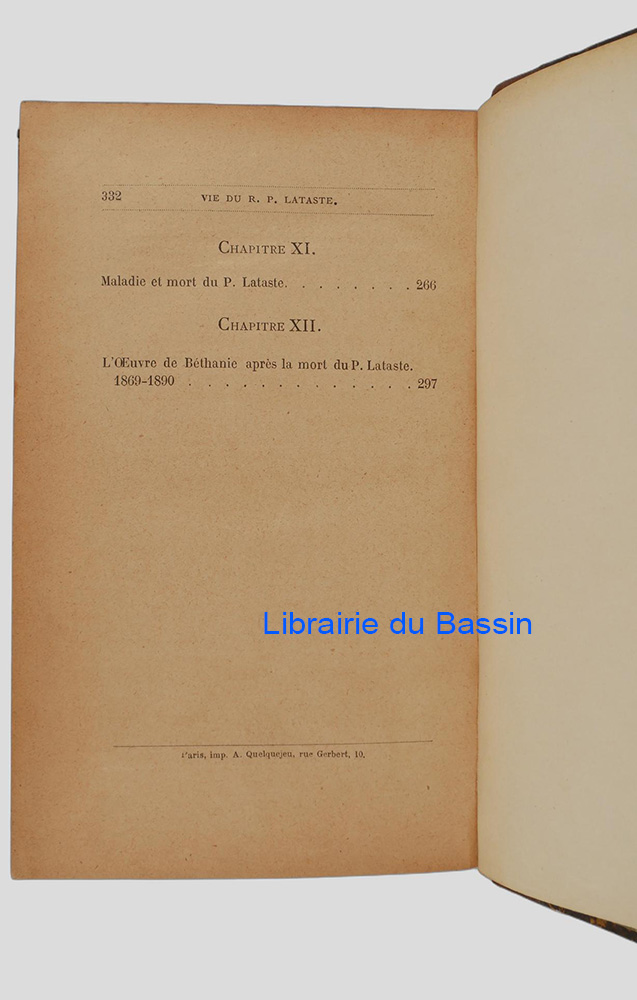 332 VIE DU R. P. LATASTE.
CHAPITRE XI.
Maladie et mort du P. Lataste. . . . . . . . 266
CHAPITRE XII.
L'Œuvre de Béthanie après la mort du P. Lataste.
1869-1890 . . . . . . . . . . . . . 297
Librairie du Bassin
Paris, imp. A. Quelquejeu, rue Gerbert, 10.